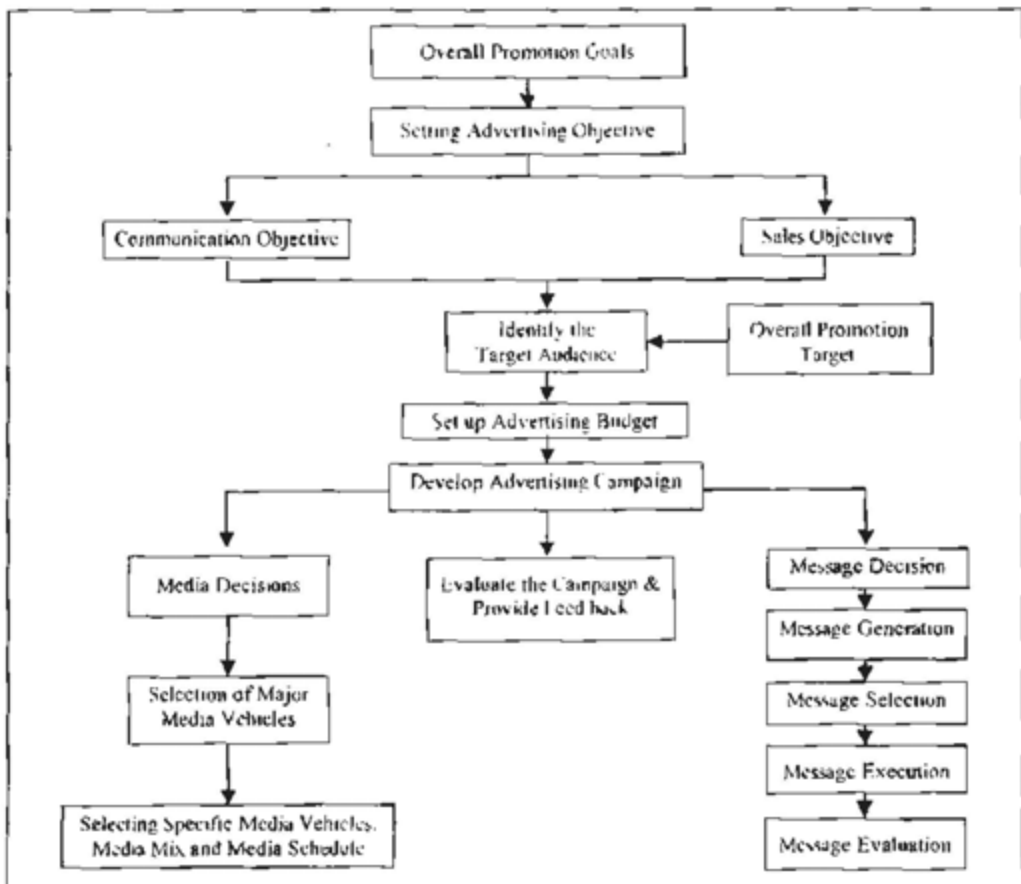 Overall Promotion Goals
Setting Advertising Objective
Communication Objective
Sales Objective
Identify the
Target Audience
Overall Promotion
Target
Set up Advertising Budget
Develop Advertising Campaign
Media Decisions
Evaluate the Campaign &
Provide Feed back
Message Decision
Message Generation
Selection of Major
Media Vehicles
Message Selection
Message Execution
Selecting Specific Media Vehicles,
Media Mix and Media Schedule
Message Evaluation